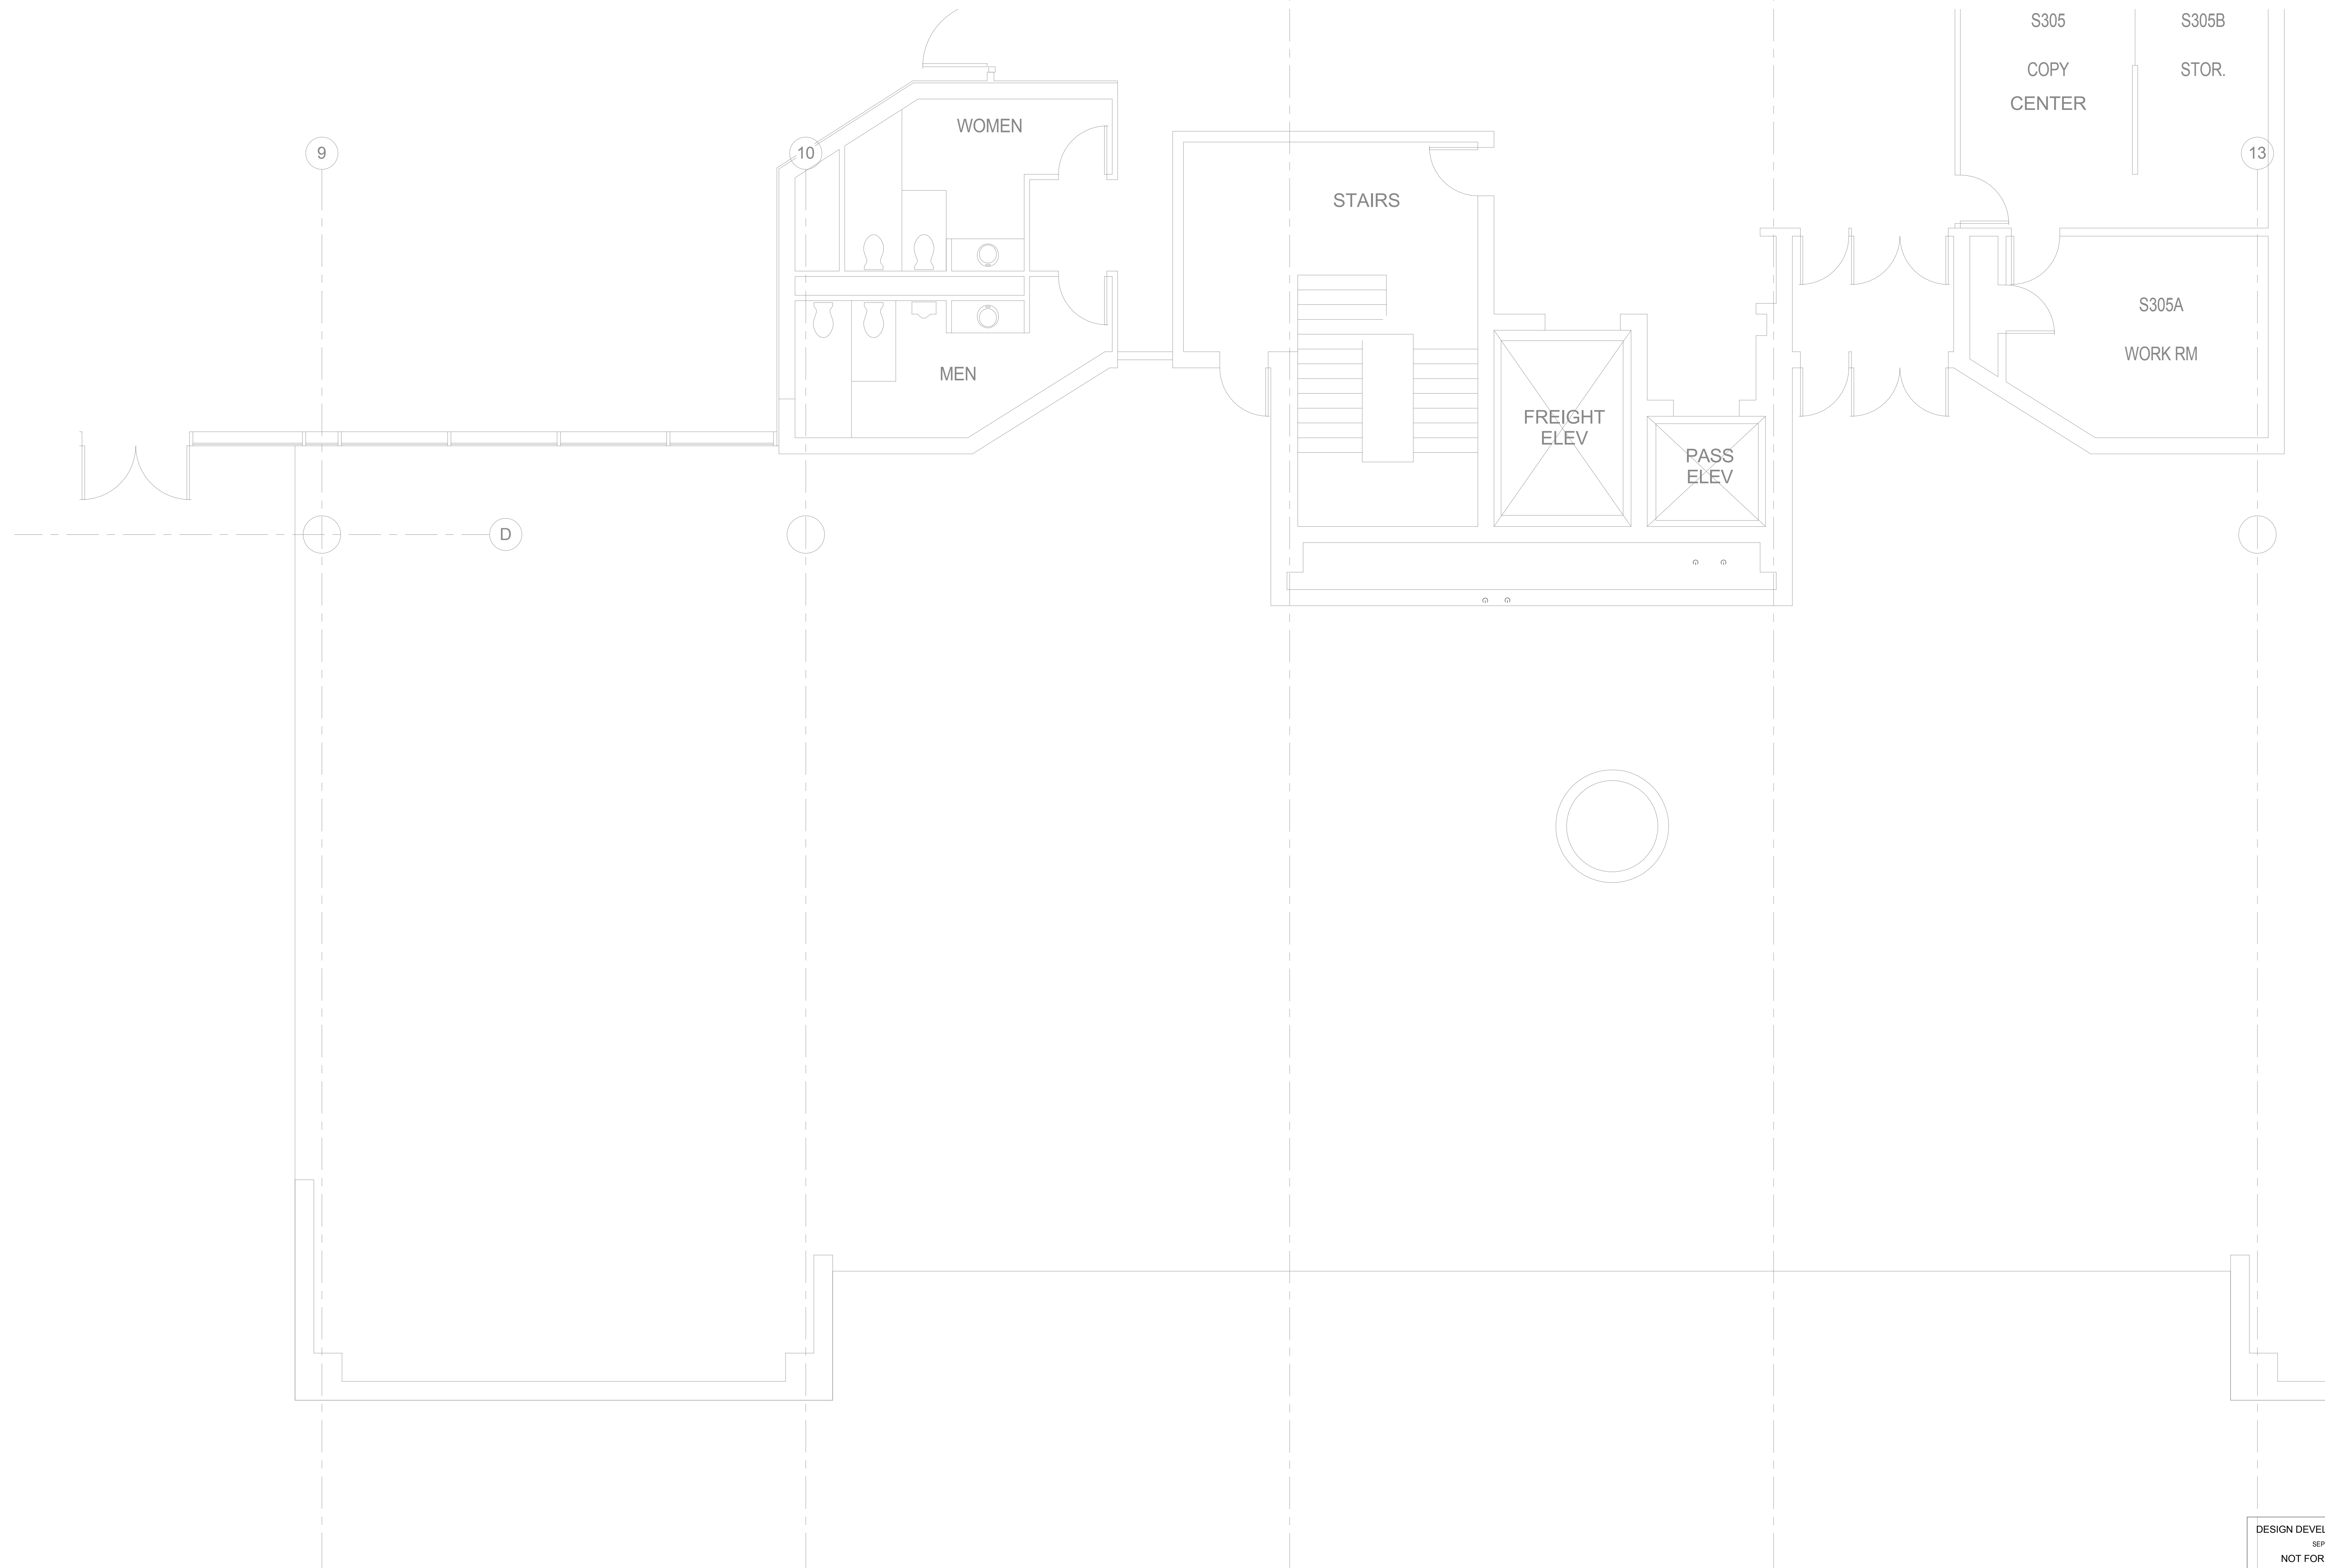 S305
COPY
CENTER
S305B
STOR.
WOMEN
9
10
13
STAIRS
S305A
WORK RM
MEN
FREIGHT
ELEV
PASS
ELEV
D
DESIGN DEVEL
SEP
NOT FOR